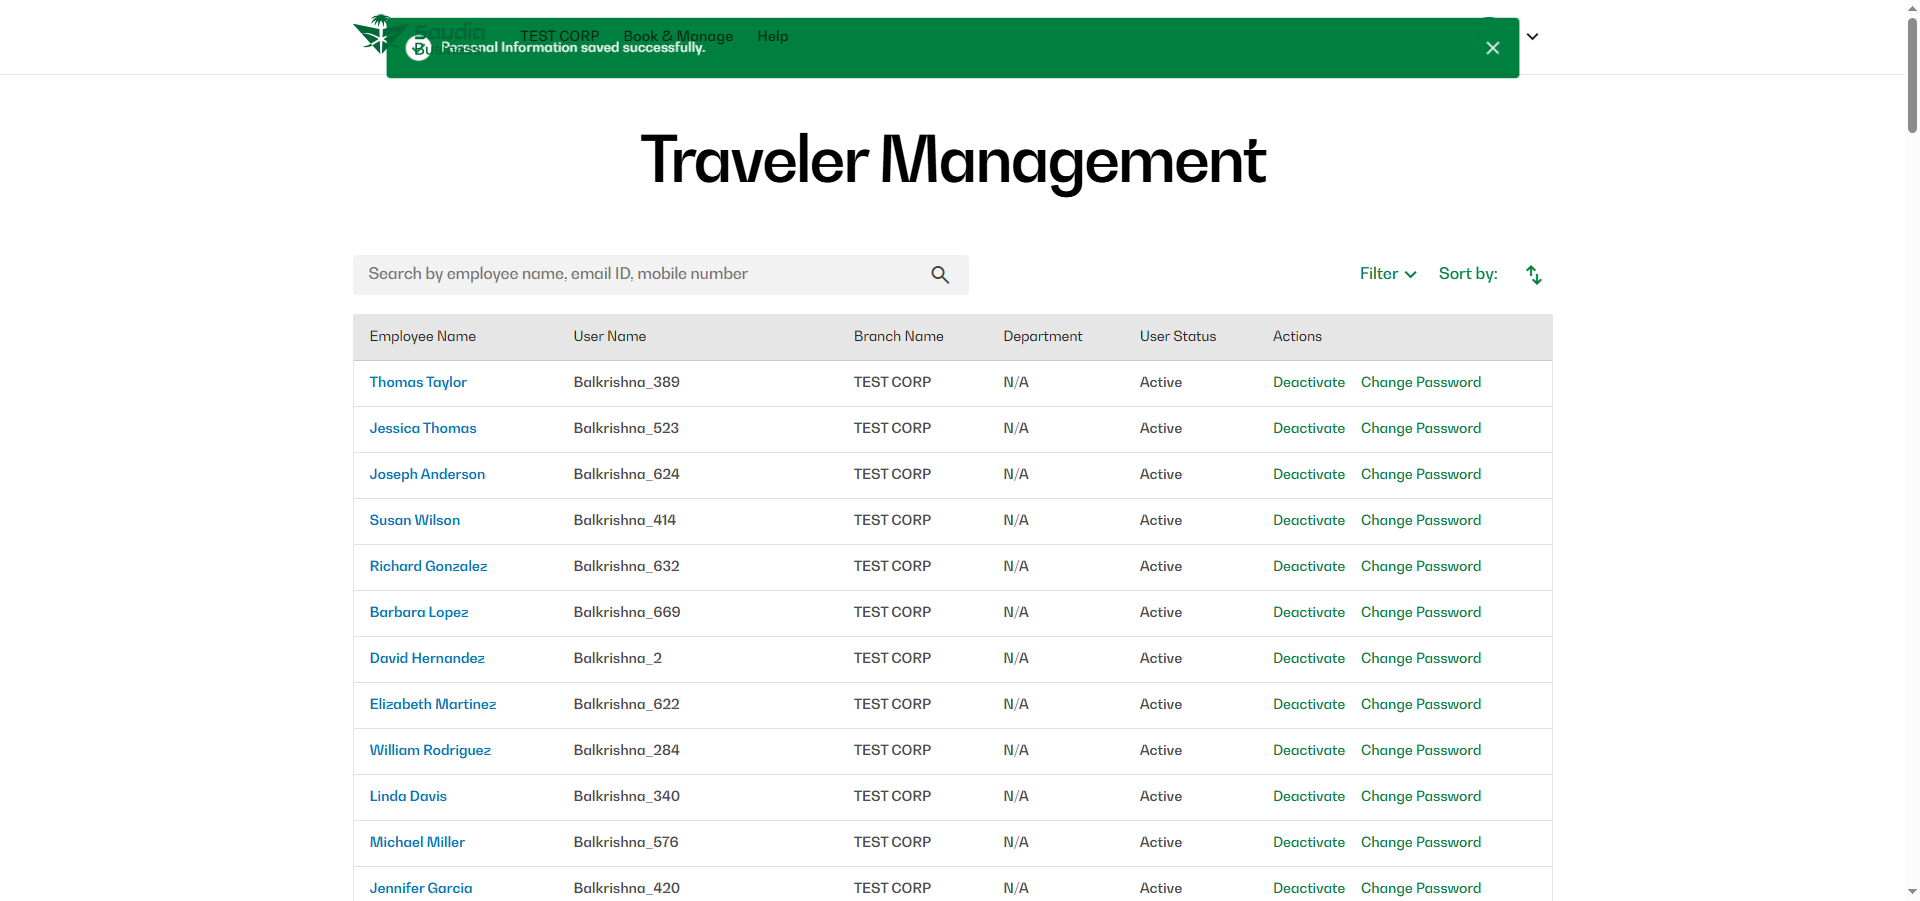 Saudia
Business
TEST CORP Book & Manage Help
Personal Information saved successfully.
Traveler Management
Search by employee name, email ID, mobile number
Filter Sort by:
Employee Name User Name Branch Name Department User Status Actions
Thomas Taylor Balkrishna_389 TEST CORP N/A Active Deactivate Change Password
Jessica Thomas Balkrishna_523 TEST CORP N/A Active Deactivate Change Password
Joseph Anderson Balkrishna_624 TEST CORP N/A Active Deactivate Change Password
Susan Wilson Balkrishna_414 TEST CORP N/A Active Deactivate Change Password
Richard Gonzalez Balkrishna_632 TEST CORP N/A Active Deactivate Change Password
Barbara Lopez Balkrishna_669 TEST CORP N/A Active Deactivate Change Password
David Hernandez Balkrishna_2 TEST CORP N/A Active Deactivate Change Password
Elizabeth Martinez Balkrishna_622 TEST CORP N/A Active Deactivate Change Password
William Rodriguez Balkrishna_284 TEST CORP N/A Active Deactivate Change Password
Linda Davis Balkrishna_340 TEST CORP N/A Active Deactivate Change Password
Michael Miller Balkrishna_576 TEST CORP N/A Active Deactivate Change Password
Jennifer Garcia Balkrishna_420 TEST CORP N/A Active Deactivate Change Password